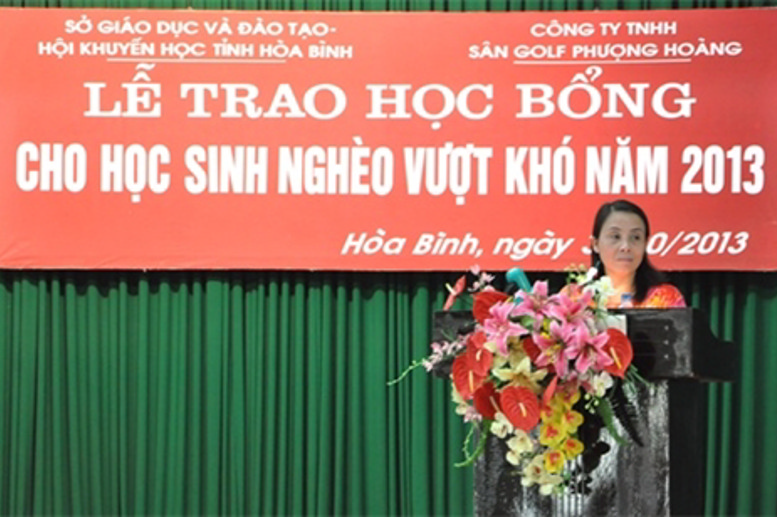 SỞ GIÁO DỤC VÀ ĐÀO TẠO-
HỘI KHUYẾN HỌC TỈNH HÒA BÌNH
CÔNG TY TNHH
SÂN GOLF PHƯỢNG HOÀNG
LỄ TRAO HỌC BỔNG
CHO HỌC SINH NGHÈO VƯỢT KHÓ NĂM 2013
Hòa Bình, ngày 0/2013